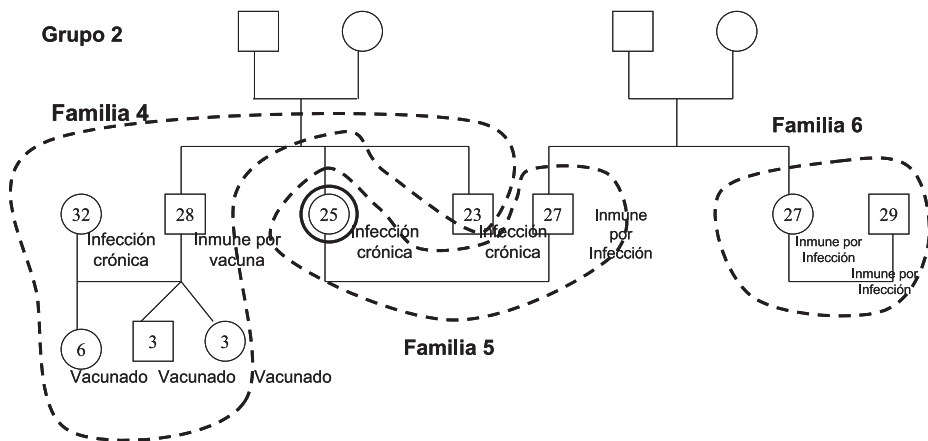 Grupo 2
Familia 4
Familia 6
32
28
25
23
27
27
29
Infección
crónica
Inmune por
vacuna
Infección
crónica
Infección
crónica
Inmune
por
Infección
Inmune por
Infección
Inmune por
Infección
6
3
3
Vacunado
Vacunado
Vacunado
Familia 5